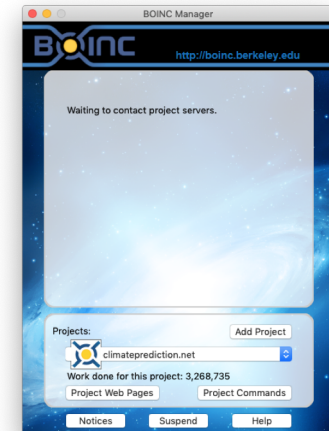 BOINC Manager
BOINC
http://boinc.berkeley.edu
Waiting to contact project servers.
Projects:
Add Project
climateprediction.net
Work done for this project: 3,268,735
Project Web Pages
Project Commands
Notices
Suspend
Help